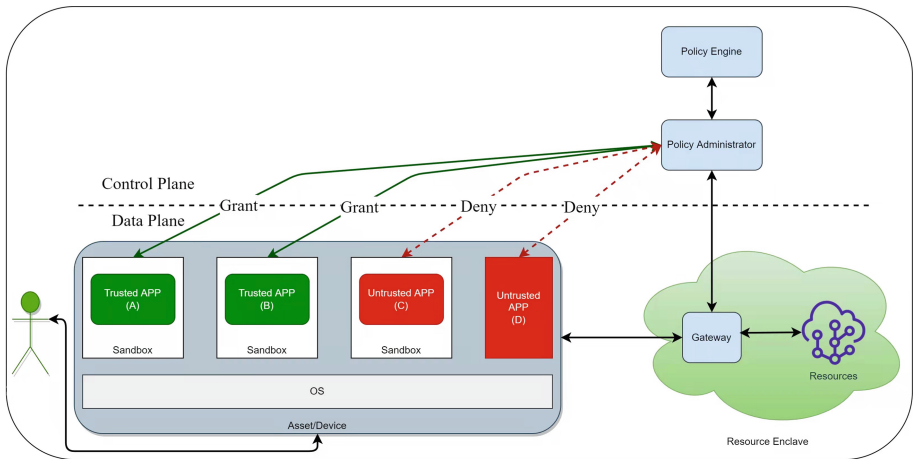 Policy Engine
Policy Administrator
Control Plane
Grant
Grant
Deny
Deny
Data Plane
Trusted APP
(A)
Sandbox
Trusted APP
(B)
Sandbox
Untrusted APP
(C)
Sandbox
Untrusted
APP
(D)
Gateway
Resources
OS
Asset/Device
Resource Enclave